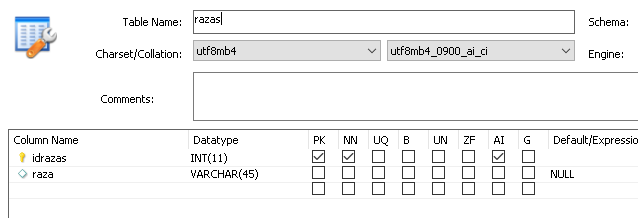 Table Name: razas Schema:
Charset/Collation: utf8mb4 utf8mb4_0900_ai_ci Engine:
Comments:
Column Name Datatype PK NN UQ B UN ZF AI G Default/Expressio
idrazas INT(11)
raza VARCHAR(45) NULL